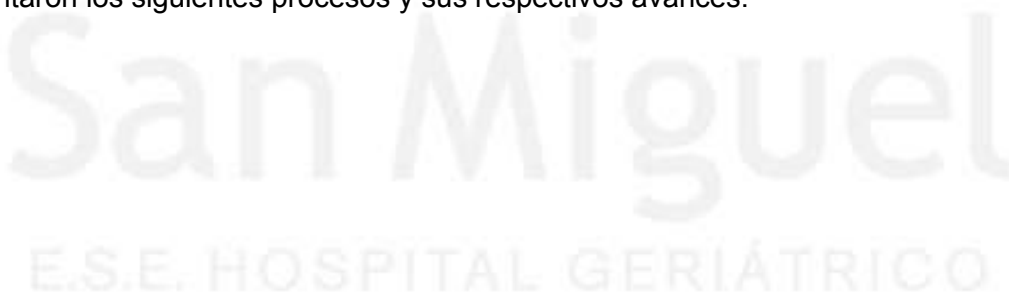 los siguientes procesos y sus respectivos avances.
San Miguel
E.S.E. HOSPITAL GERIÁTRICO